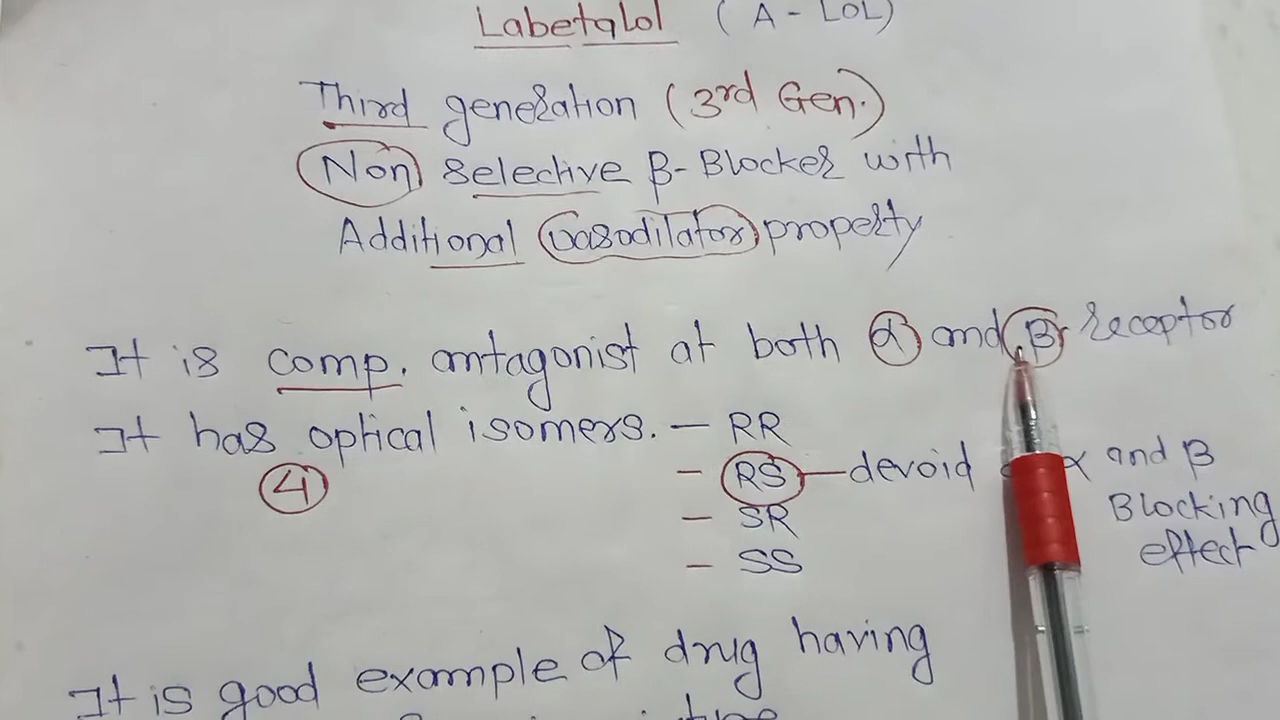 Labetalol (A - LOL)
Third generation (3rd Gen.)
Non selective β-Blocker with
Additional vasodilator property
It is comp. antagonist at both α and β receptor
It has optical isomers. — RR
④ — RS — devoid α and β
— SR Blocking
— SS effect
It is good example of drug having